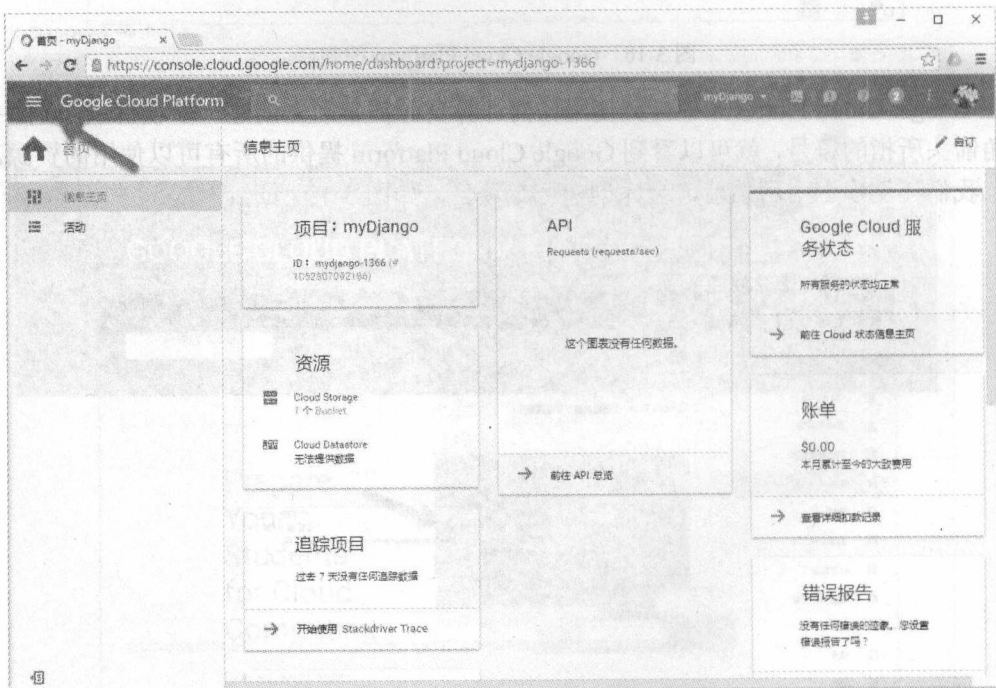 首页 - myDjango
https://console.cloud.google.com/home/dashboard?project=mydjango-1366
Google Cloud Platform
myDjango
首页
信息主页
自订
信息主页
活动
项目：myDjango
ID： mydjango-1366 (#
资源
Cloud Storage
1 个 Bucket
Cloud Datastore
无法提供数据
追踪项目
过去 7 天没有任何追踪数据
开始使用 Stackdriver Trace
API
Requests (requests/sec)
这个图表没有任何数据。
前往 API 总览
Google Cloud 服
务状态
所有服务的状态均正常
前往 Cloud 状态信息主页
账单
$0.00
本月累计至今的大致费用
查看详细扣款记录
错误报告
没有任何错误的迹象。您设置
错误报告了吗？